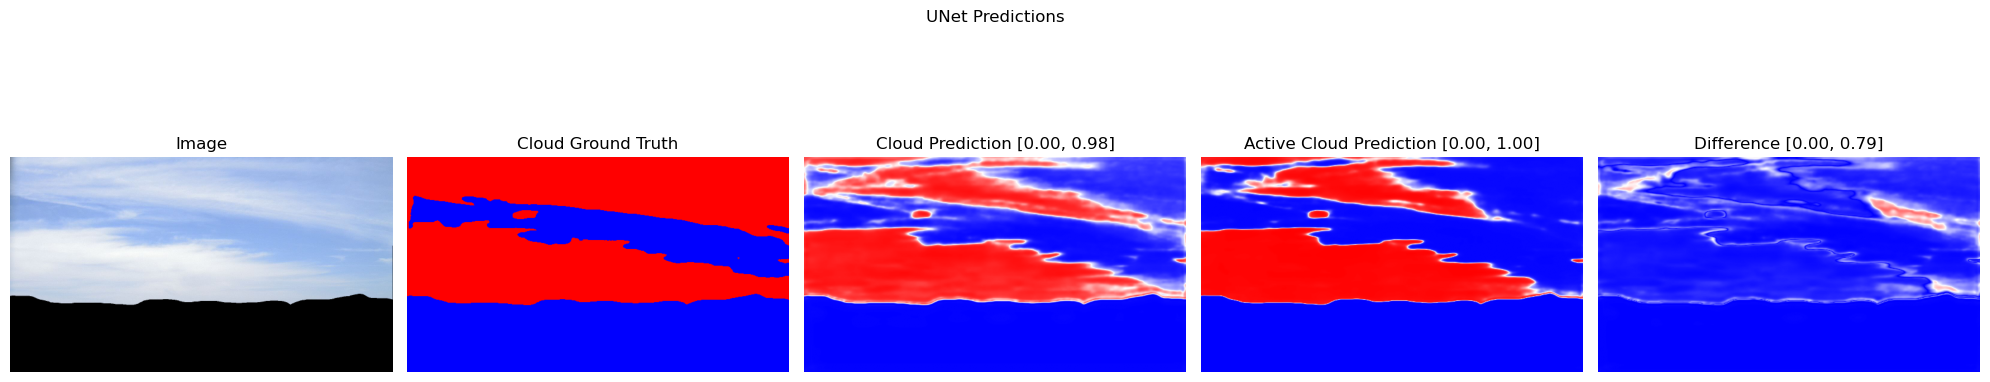 UNet Predictions
Image
Cloud Ground Truth
Cloud Prediction [0.00, 0.98]
Active Cloud Prediction [0.00, 1.00]
Difference [0.00, 0.79]